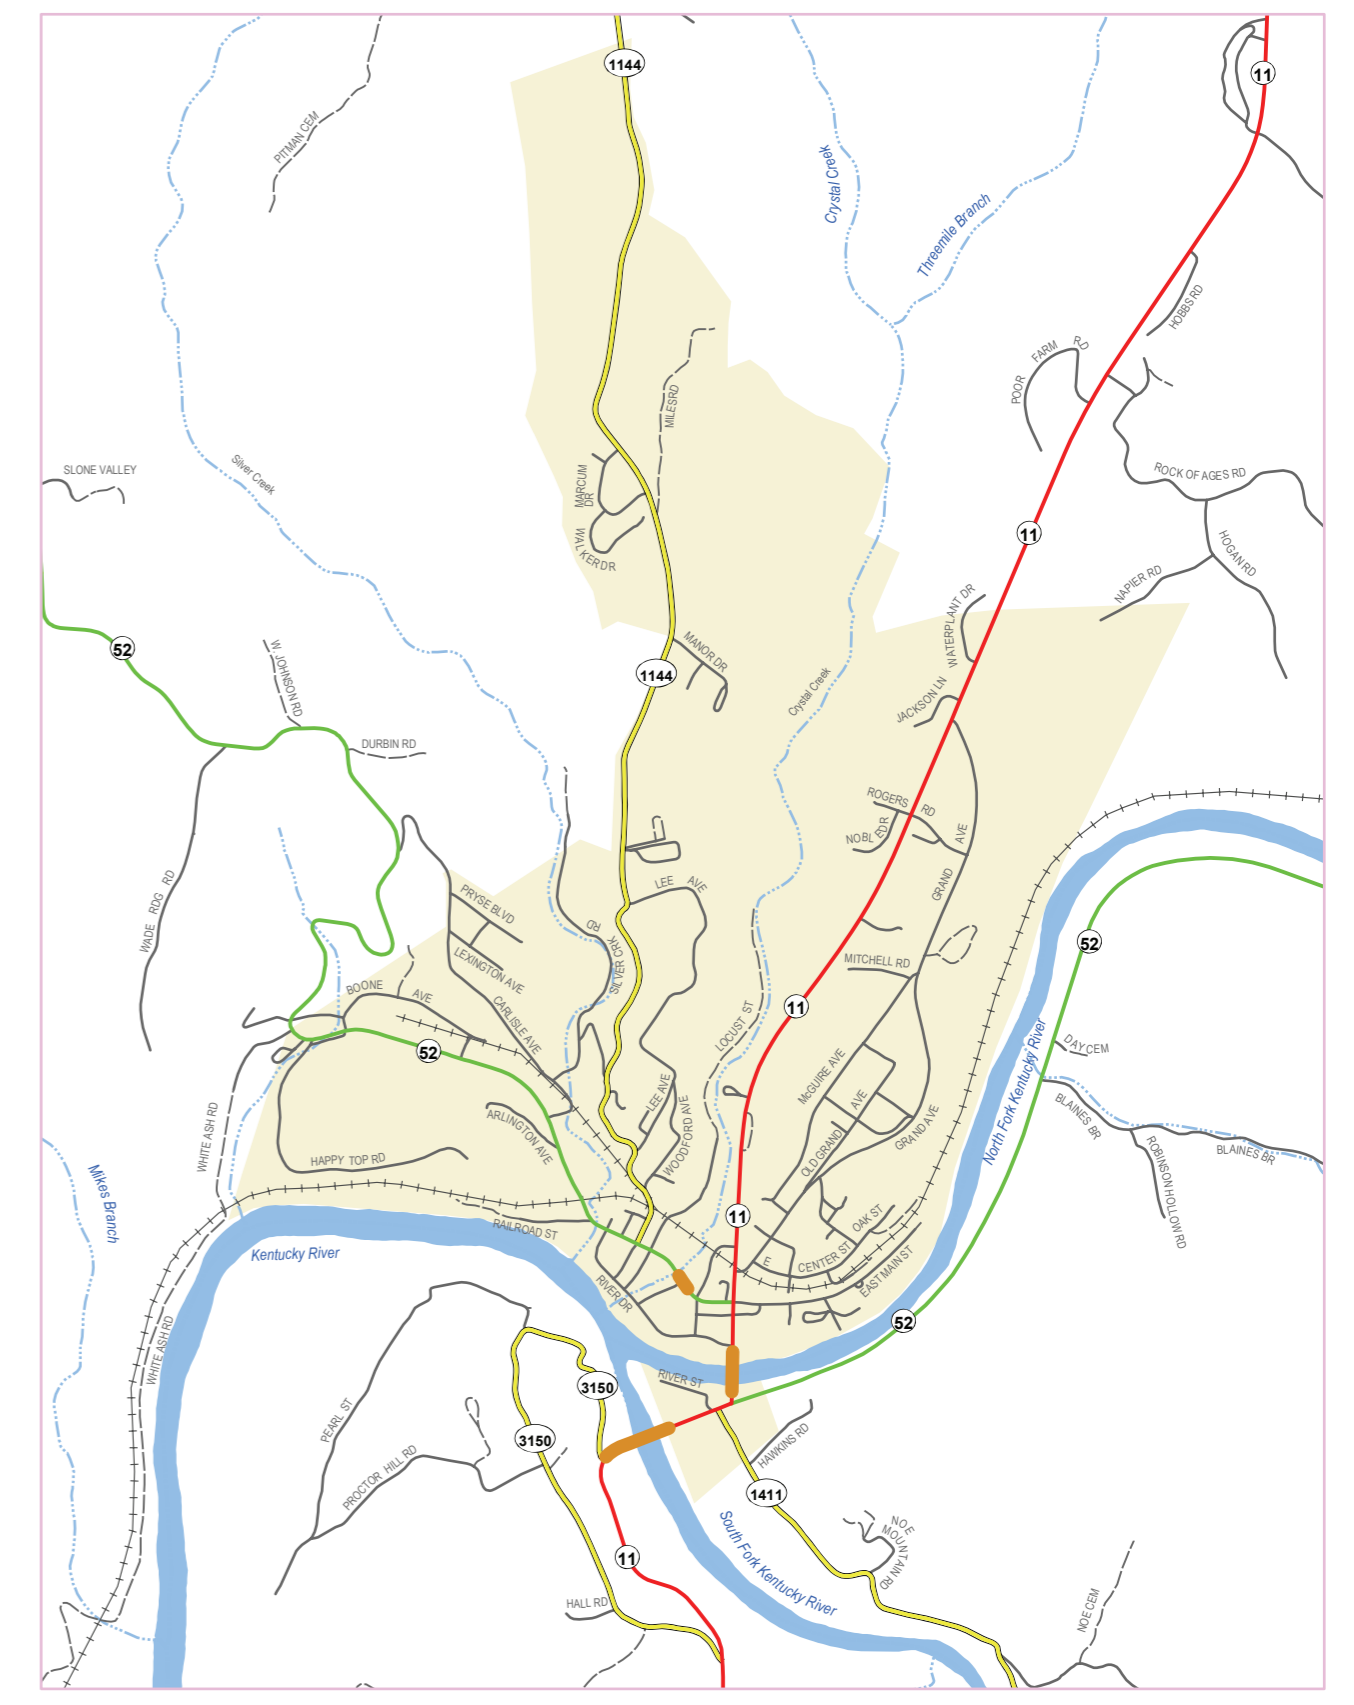 1144
11
PITMAN CEM
Crystal Creek
Threemile Branch
HOBBS RD
POOR FARM RD
MILES RD
SLONE VALLEY
Silver Creek
MARCUM
DR
ROCK OF AGES RD
WALKER DR
11
HOGAN RD
NAPIER RD
WATERPLANT DR
52
W. JOHNSON RD
MANOR DR
1144
Crystal Creek
JACKSON LN
DURBIN RD
ROGERS RD
NOBLE DR
GRAND AVE
LEE AVE
PRYSE BLVD
WADE RDG RD
SILVER CRK RD
52
LEXINGTON AVE
MITCHELL RD
BOONE AVE
CARLISLE AVE
11
LOCUST ST
52
DAY CEM
North Fork Kentucky River
McGUIRE AVE
LEE AVE
OLD GRAND AVE
GRAND AVE
BLAINES BR
WHITE ASH RD
ARLINGTON AVE
WOODFORD AVE
BLAINES BR
ROBINSON HOLLOW RD
HAPPY TOP RD
Mikes Branch
RAILROAD ST
11
OAK ST
Kentucky River
E CENTER ST
EAST MAIN ST
RIVER DR
52
WHITE ASH RD
RIVER ST
3150
PEARL ST
3150
HAWKINS RD
PROCTOR HILL RD
1411
NOE
MOUNTAIN RD
South Fork Kentucky River
11
HALL RD
NOE CEM